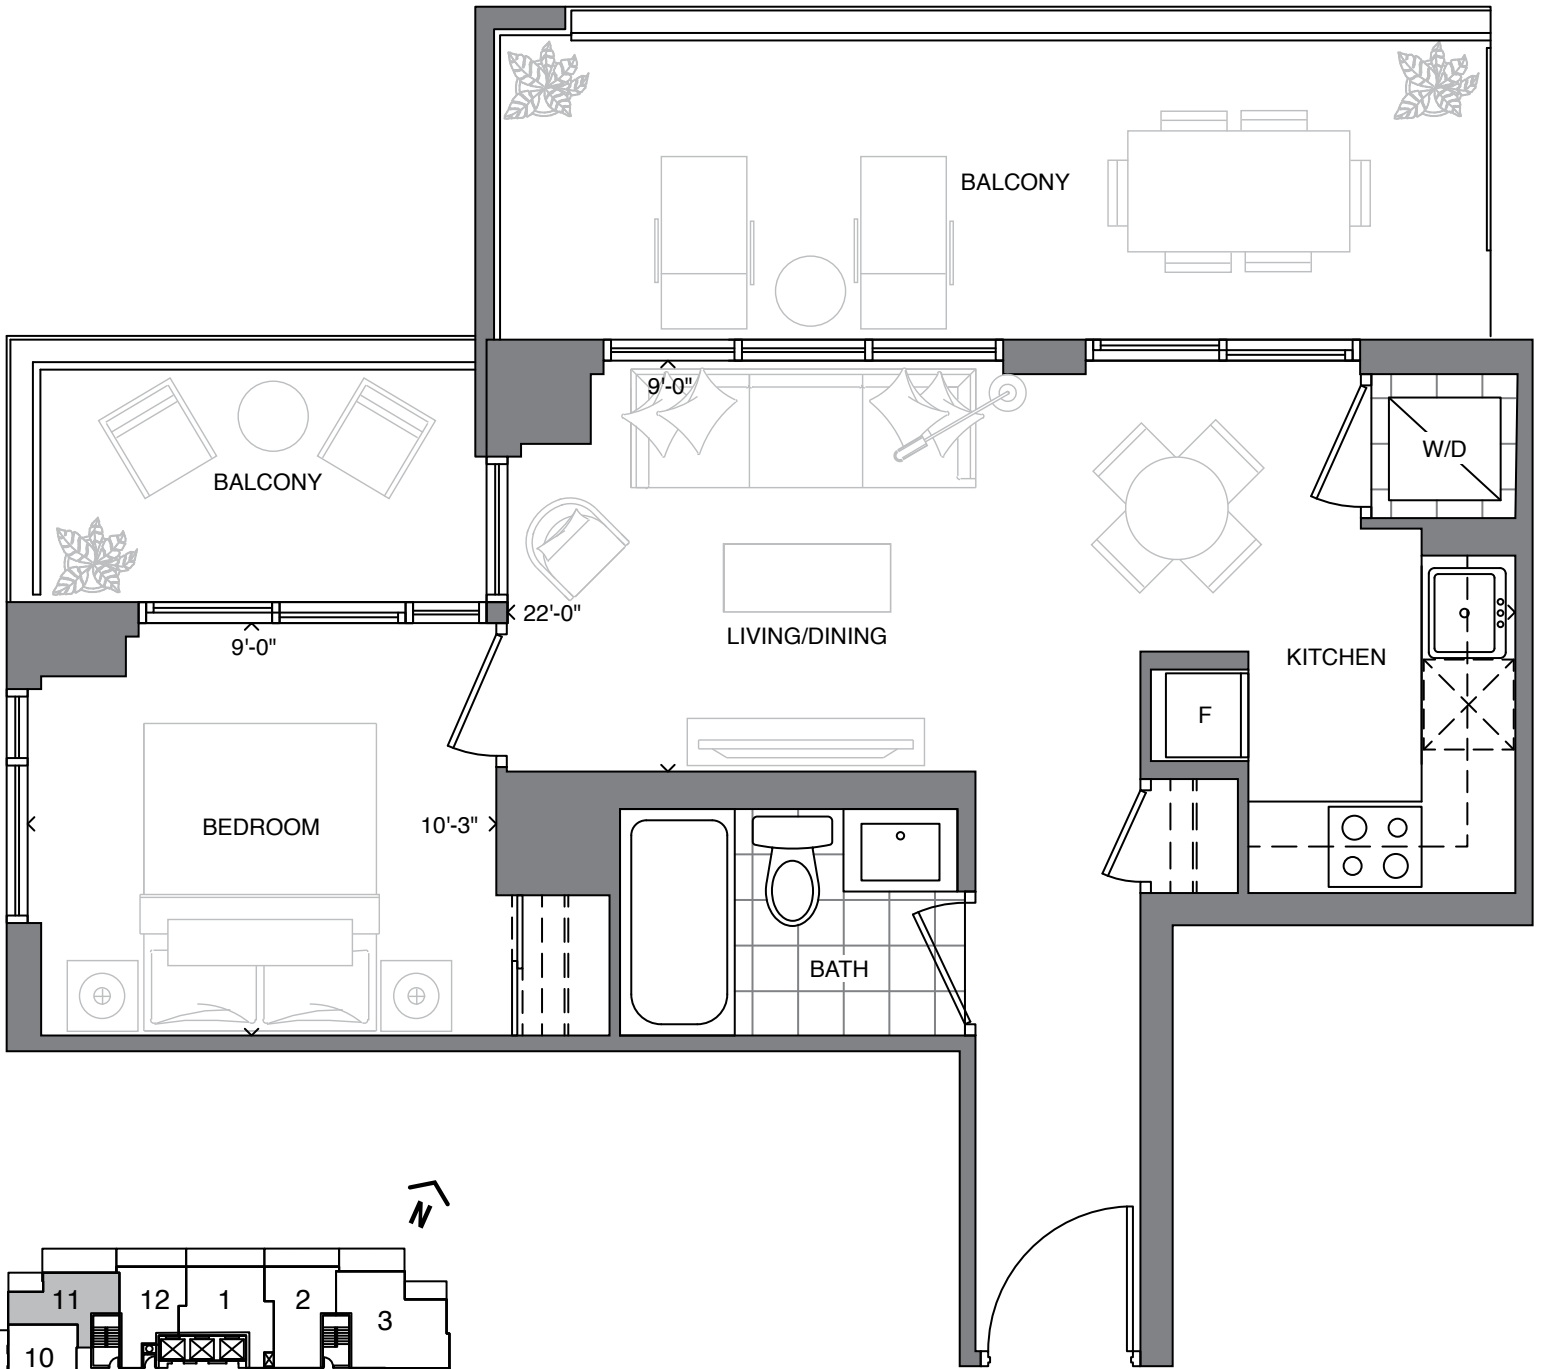 BALCONY
9'-0"
W/D
BALCONY
22'-0"
LIVING/DINING
9'-0"
KITCHEN
F
BEDROOM
10'-3"
BATH
N
11
12
1
2
3
10